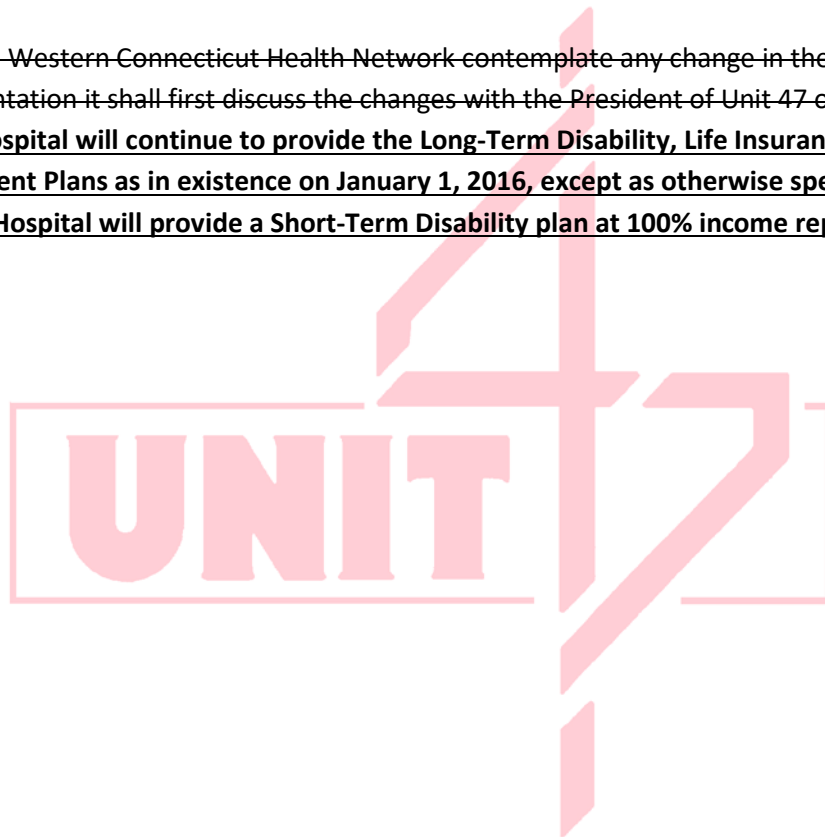 Western Connecticut Health Network contemplate any change in the
ntation it shall first discuss the changes with the President of Unit 47 o
ospital will continue to provide the Long-Term Disability, Life Insuran
ent Plans as in existence on January 1, 2016, except as otherwise spe
Hospital will provide a Short-Term Disability plan at 100% income rep
UNIT 47